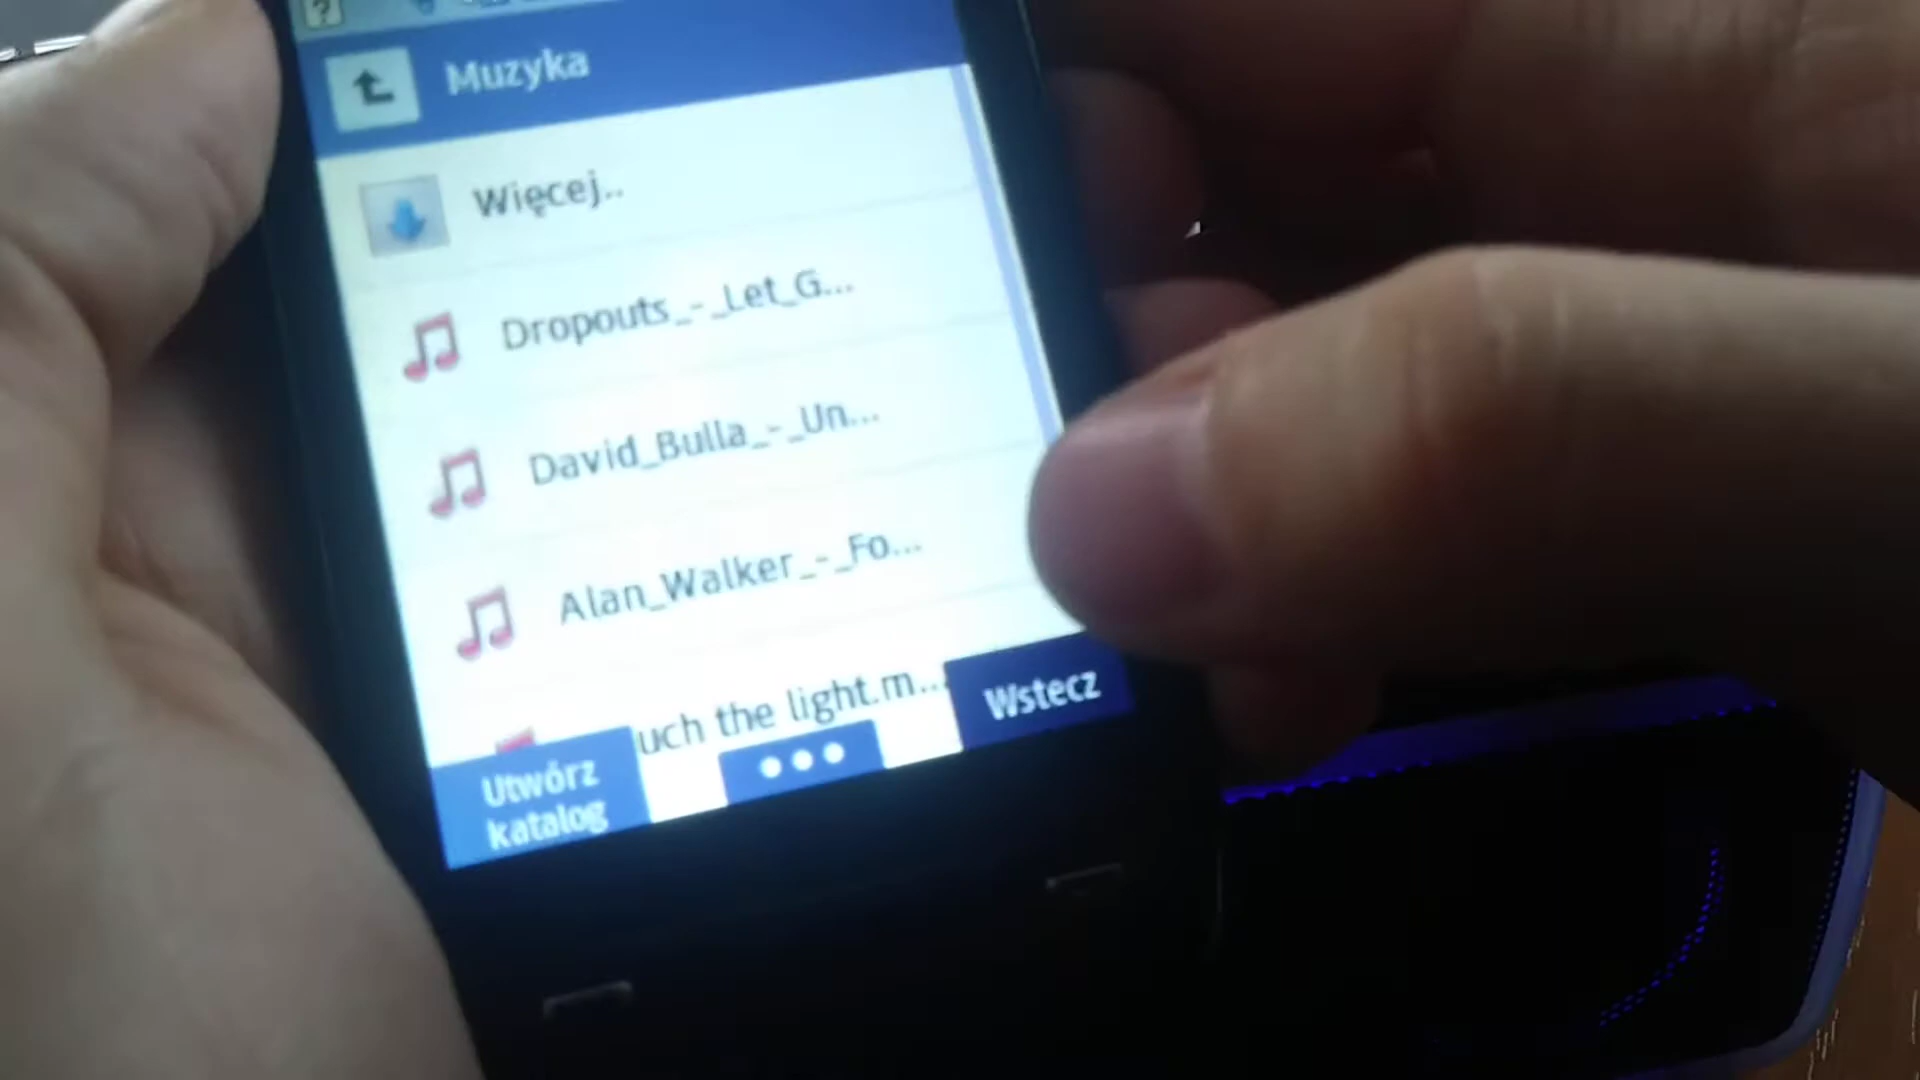 ?
Muzyka
Więcej..
Dropouts_-_Let_G...
David_Bulla_-_Un...
Alan_Walker_-_Fo...
uch the light.m...
Utwórz
katalog
Wstecz